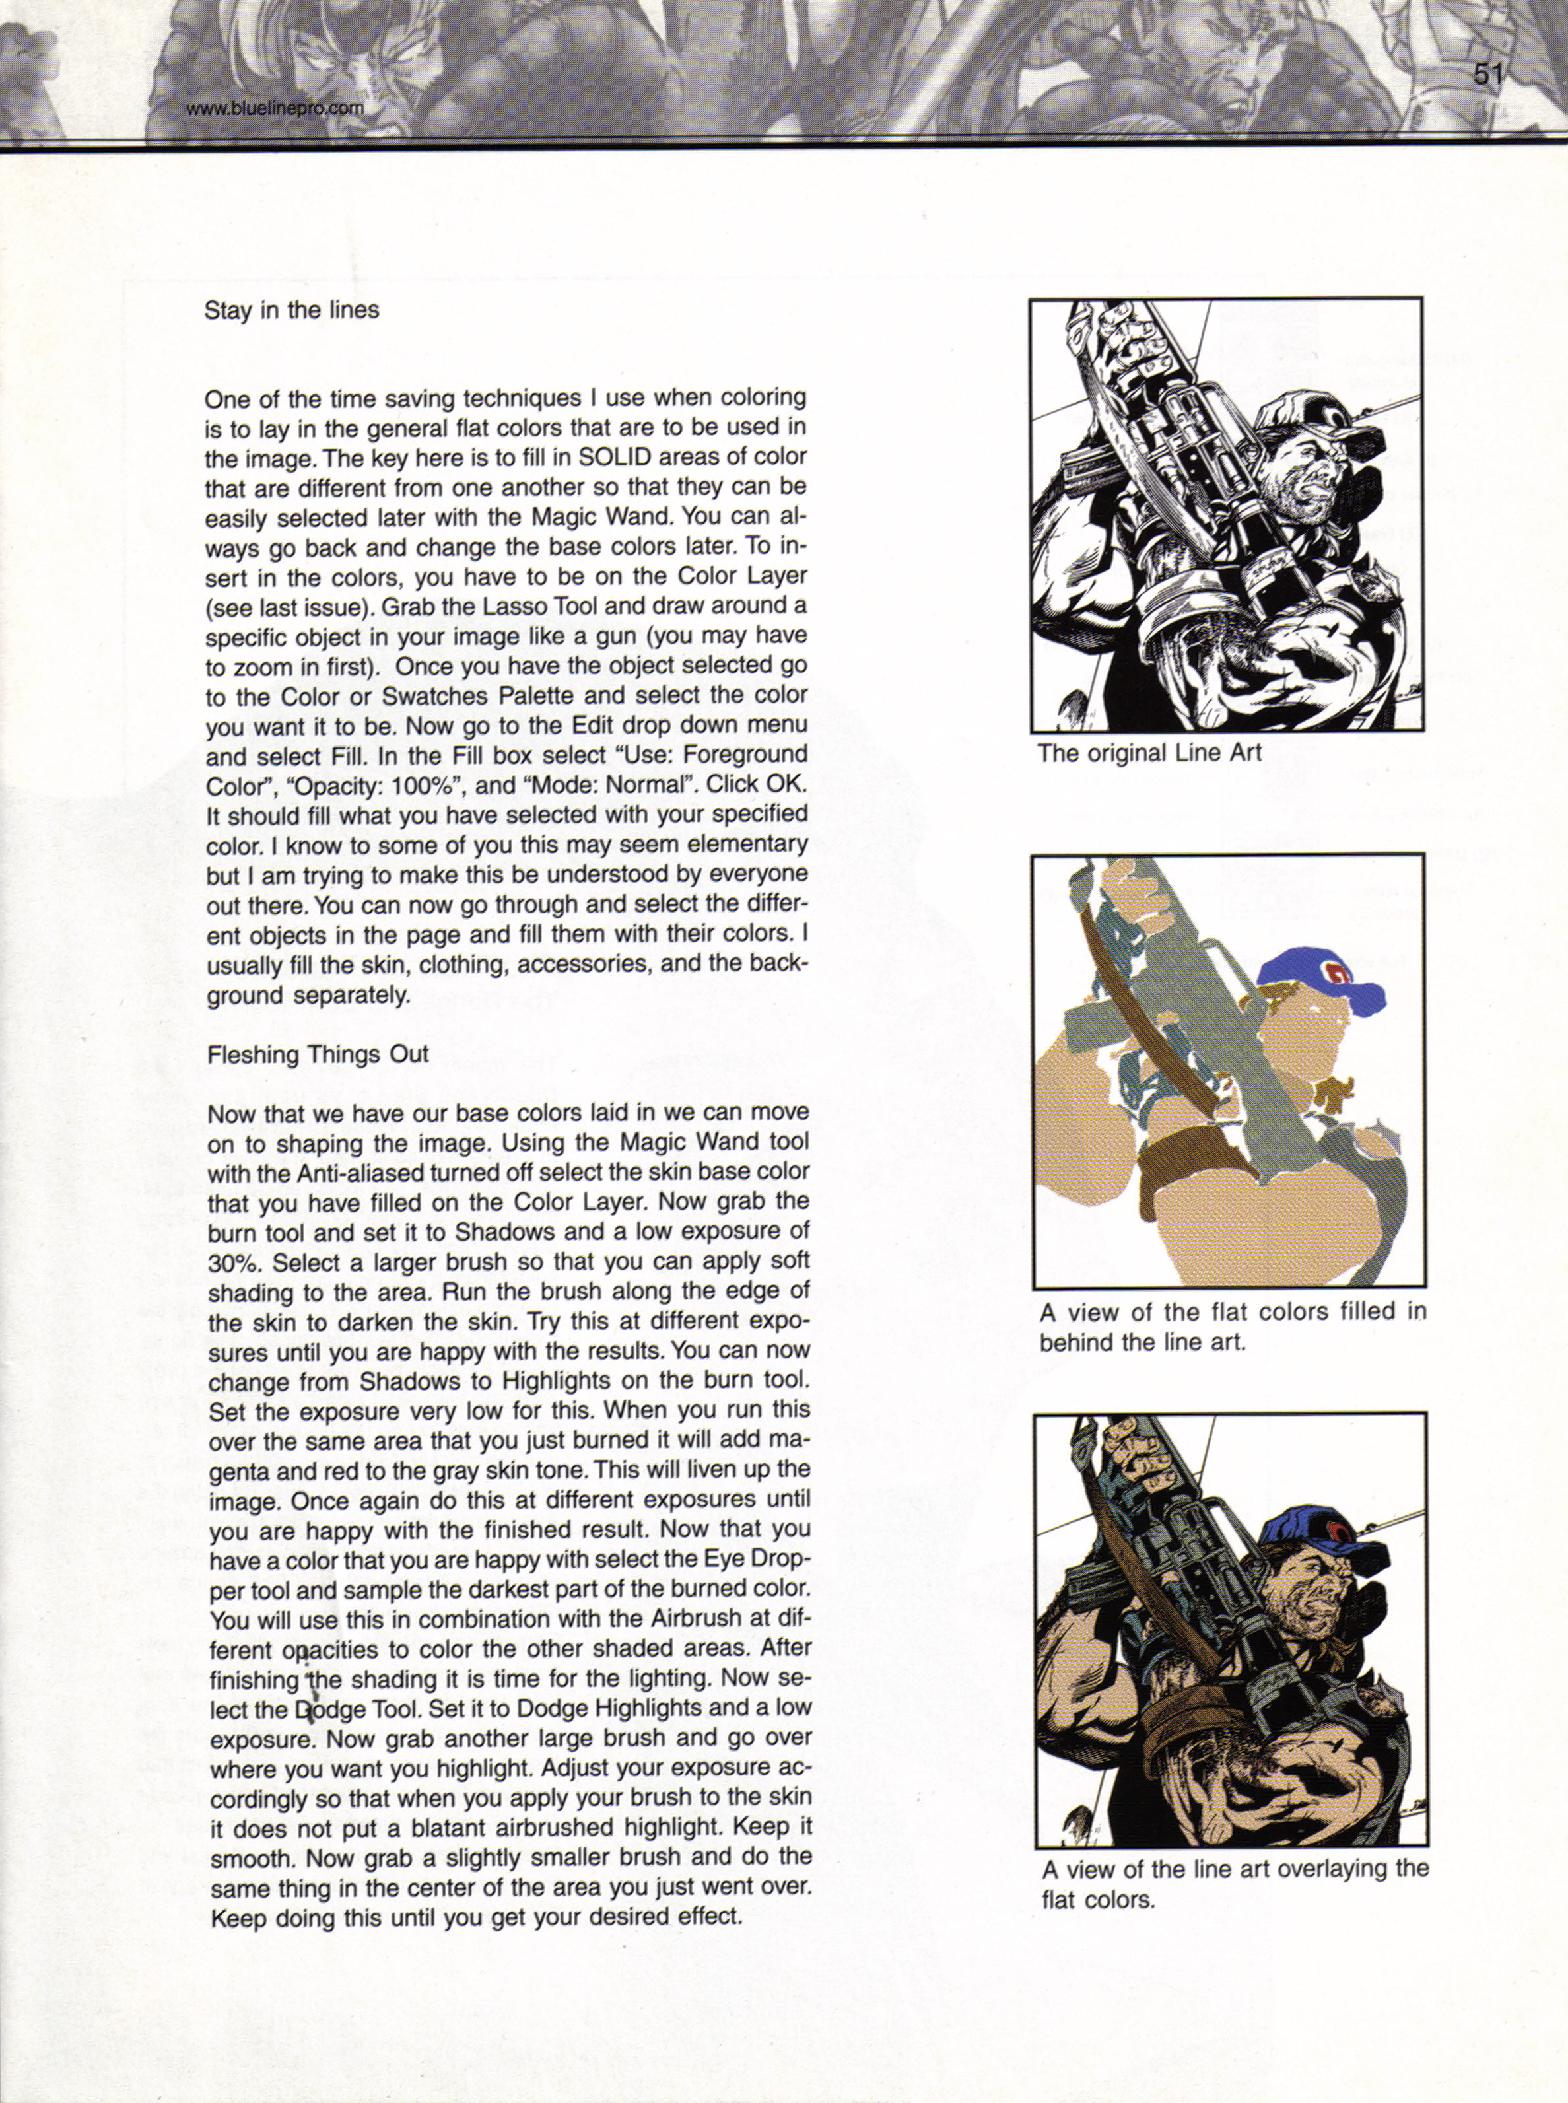 www.bluelinepro.com
51
Stay in the lines
One of the time saving techniques I use when coloring
is to lay in the general flat colors that are to be used in
the image. The key here is to fill in SOLID areas of color
that are different from one another so that they can be
easily selected later with the Magic Wand. You can al-
ways go back and change the base colors later. To in-
sert in the colors, you have to be on the Color Layer
(see last issue). Grab the Lasso Tool and draw around a
specific object in your image like a gun (you may have
to zoom in first).  Once you have the object selected go
to the Color or Swatches Palette and select the color
you want it to be. Now go to the Edit drop down menu
and select Fill. In the Fill box select “Use: Foreground
Color”, “Opacity: 100%”, and “Mode: Normal”. Click OK.
It should fill what you have selected with your specified
color. I know to some of you this may seem elementary
but I am trying to make this be understood by everyone
out there. You can now go through and select the differ-
ent objects in the page and fill them with their colors. I
usually fill the skin, clothing, accessories, and the back-
ground separately.
Fleshing Things Out
Now that we have our base colors laid in we can move
on to shaping the image. Using the Magic Wand tool
with the Anti-aliased turned off select the skin base color
that you have filled on the Color Layer. Now grab the
burn tool and set it to Shadows and a low exposure of
30%. Select a larger brush so that you can apply soft
shading to the area. Run the brush along the edge of
the skin to darken the skin. Try this at different expo-
sures until you are happy with the results. You can now
change from Shadows to Highlights on the burn tool.
Set the exposure very low for this. When you run this
over the same area that you just burned it will add ma-
genta and red to the gray skin tone. This will liven up the
image. Once again do this at different exposures until
you are happy with the finished result. Now that you
have a color that you are happy with select the Eye Drop-
per tool and sample the darkest part of the burned color.
You will use this in combination with the Airbrush at dif-
ferent opacities to color the other shaded areas. After
finishing the shading it is time for the lighting. Now se-
lect the Dodge Tool. Set it to Dodge Highlights and a low
exposure. Now grab another large brush and go over
where you want you highlight. Adjust your exposure ac-
cordingly so that when you apply your brush to the skin
it does not put a blatant airbrushed highlight. Keep it
smooth. Now grab a slightly smaller brush and do the
same thing in the center of the area you just went over.
Keep doing this until you get your desired effect.
The original Line Art
A view of the flat colors filled in
behind the line art.
A view of the line art overlaying the
flat colors.